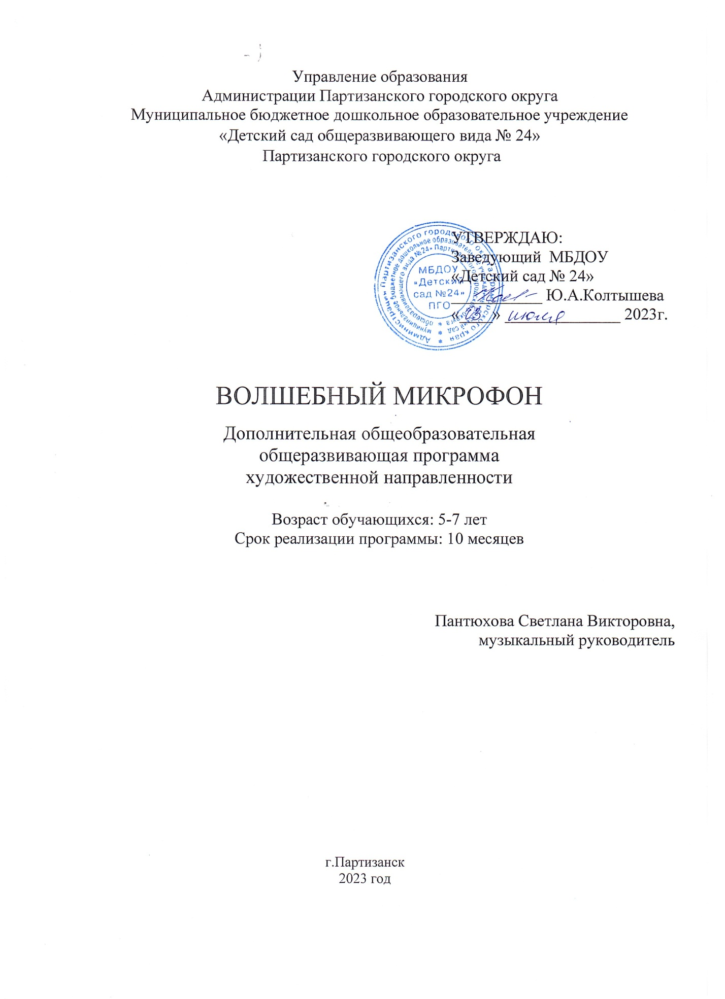 Управление образования
Администрации Партизанского городского округа
Муниципальное бюджетное дошкольное образовательное учреждение
«Детский сад общеразвивающего вида № 24»
Партизанского городского округа
УТВЕРЖДАЮ:
Заведующий МБДОУ
«Детский сад № 24»
Ю.А.Колтышева
«03» июля 2023г.
МБДОУ
«Детский
сад №24»
ПГО
ВОЛШЕБНЫЙ МИКРОФОН
Дополнительная общеобразовательная
общеразвивающая программа
художественной направленности
Возраст обучающихся: 5-7 лет
Срок реализации программы: 10 месяцев
Пантюхова Светлана Викторовна,
музыкальный руководитель
г.Партизанск
2023 год